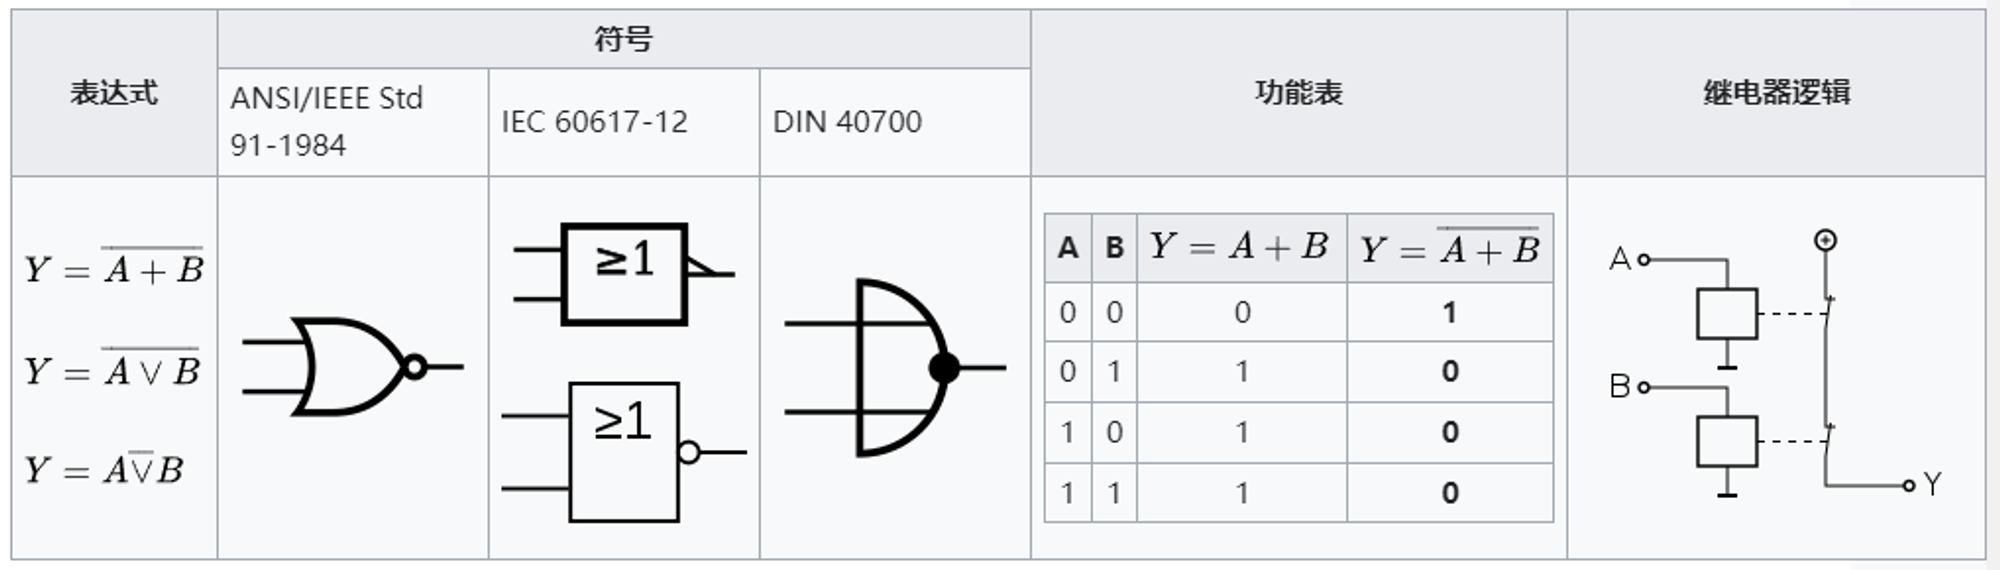 表达式
符号
功能表
继电器逻辑
ANSI/IEEE Std
91-1984
IEC 60617-12
DIN 40700
Y = \overline{A + B}
Y = \overline{A ∨ B}
Y = A \overline{∨} B
≥1
≥1
A B Y = A + B Y = \overline{A + B}
0 0 0 1
0 1 1 0
1 0 1 0
1 1 1 0
A
B
Y